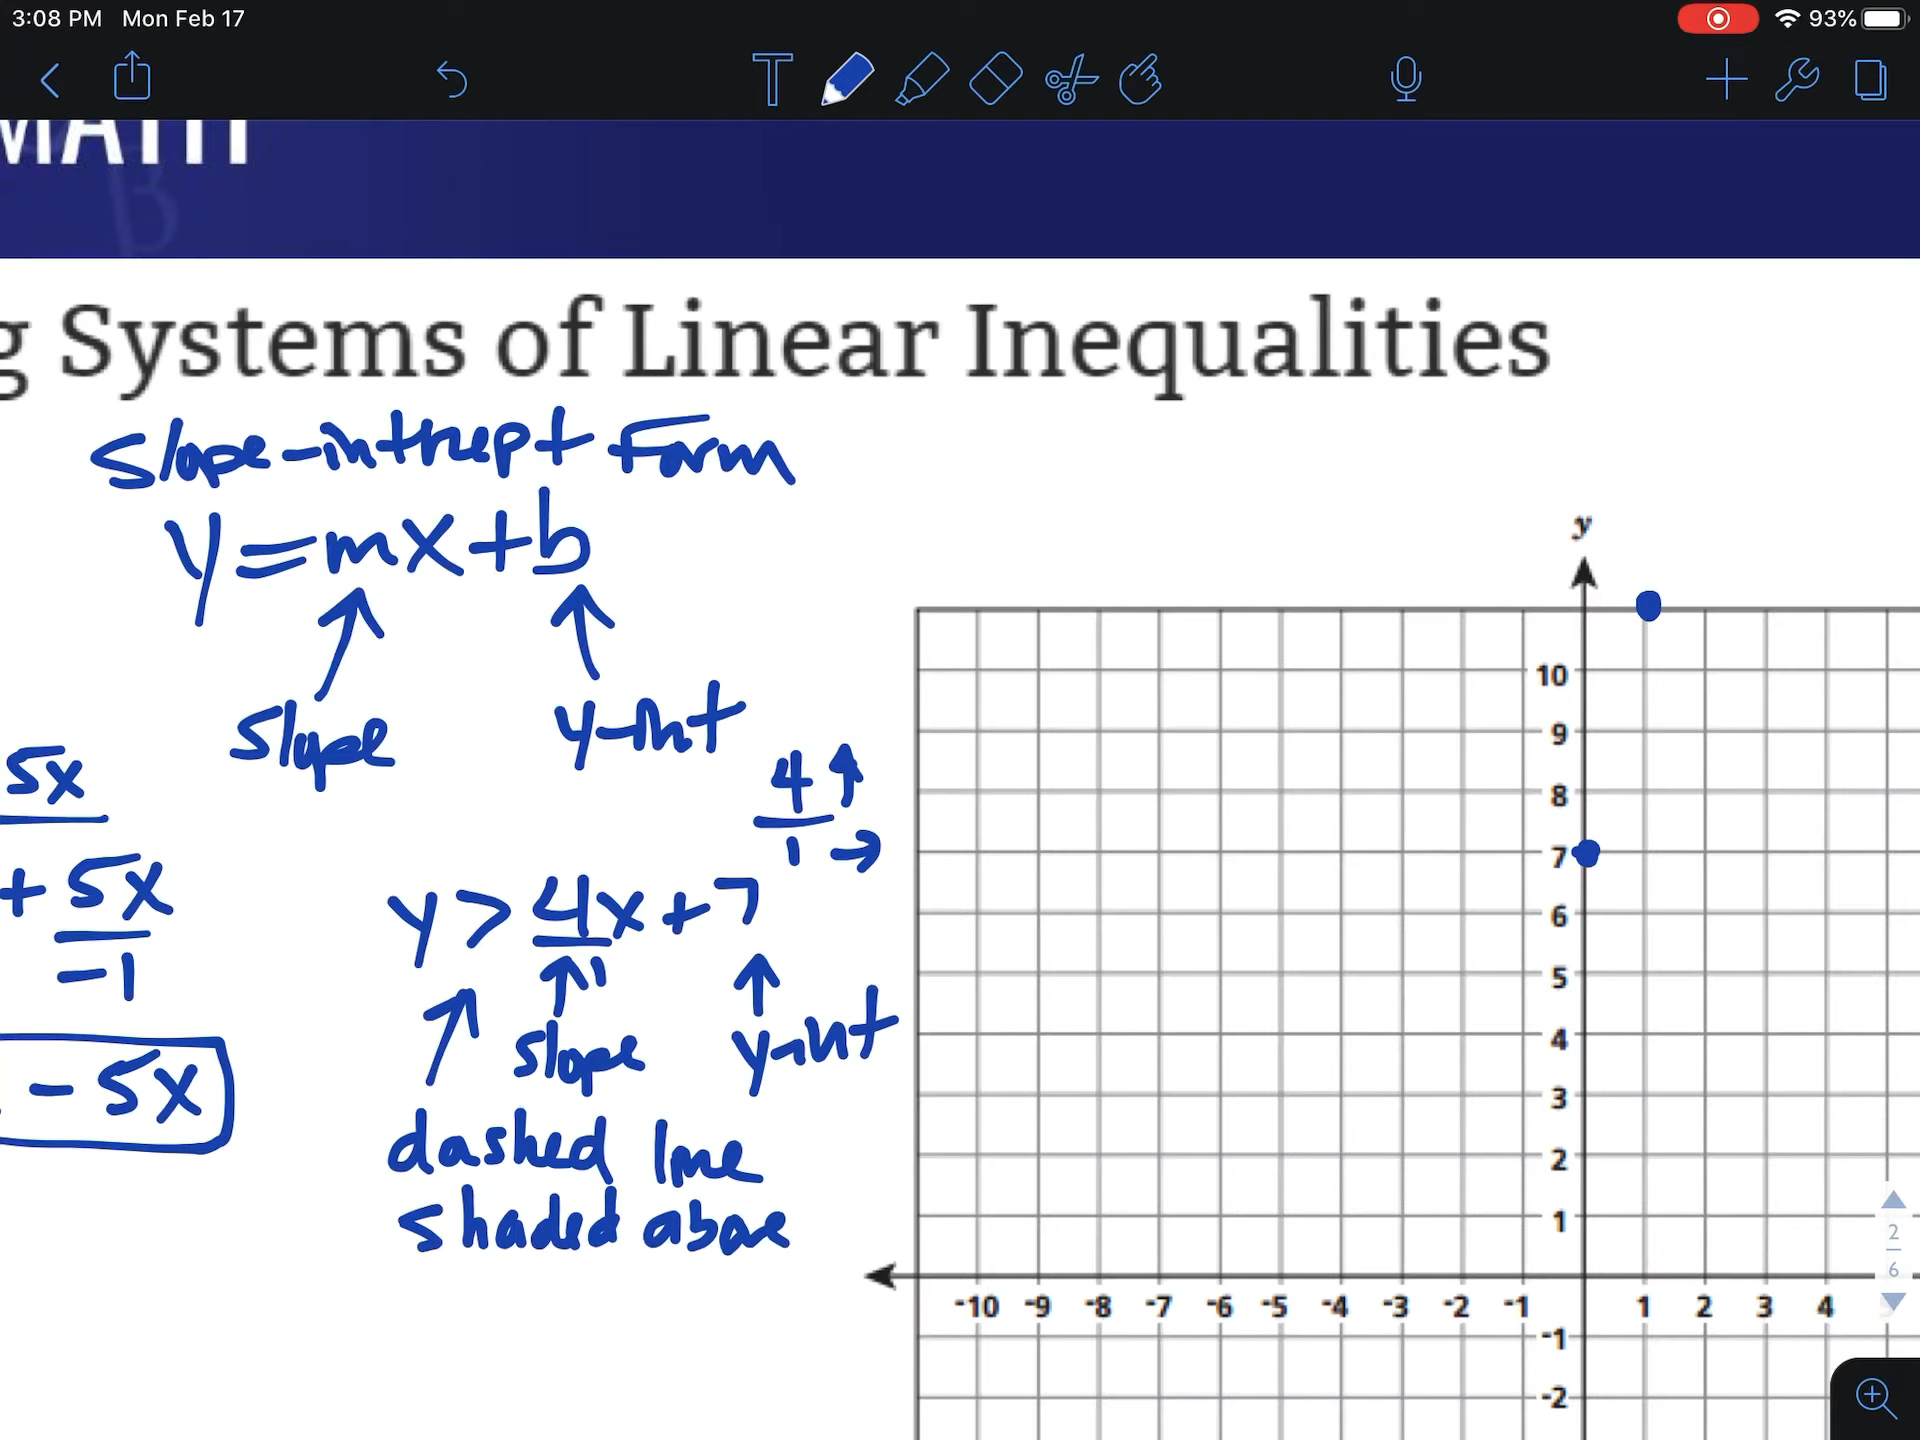 3:08 PM Mon Feb 17
93%
T
MATH
β
g Systems of Linear Inequalities
Slope-intrept Form
y=mx+b
slope
y-int
5x
+ 5x
-1
- 5x
4
1
y > 4x + 7
1
slope
y-int
dashed line
shaded above
y
10
9
8
7
6
5
4
3
2
1
-10 -9 -8 -7 -6 -5 -4 -3 -2 -1 1 2 3 4
-1
-2
2
6